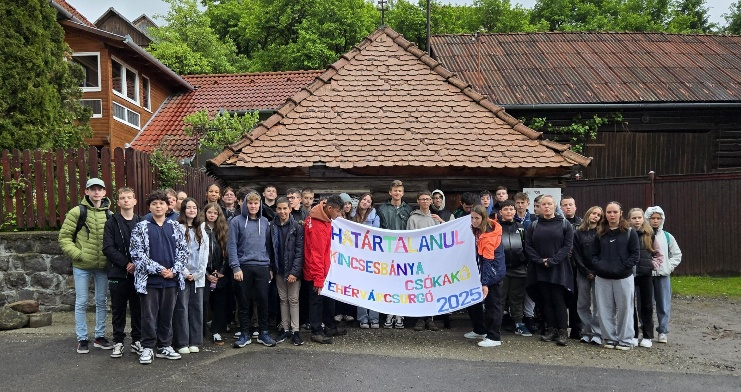 HATÁRTALANUL
KINCSESBÁNYA CSÓKAKŐ
FEHÉRVÁRCSURGÓ 2025